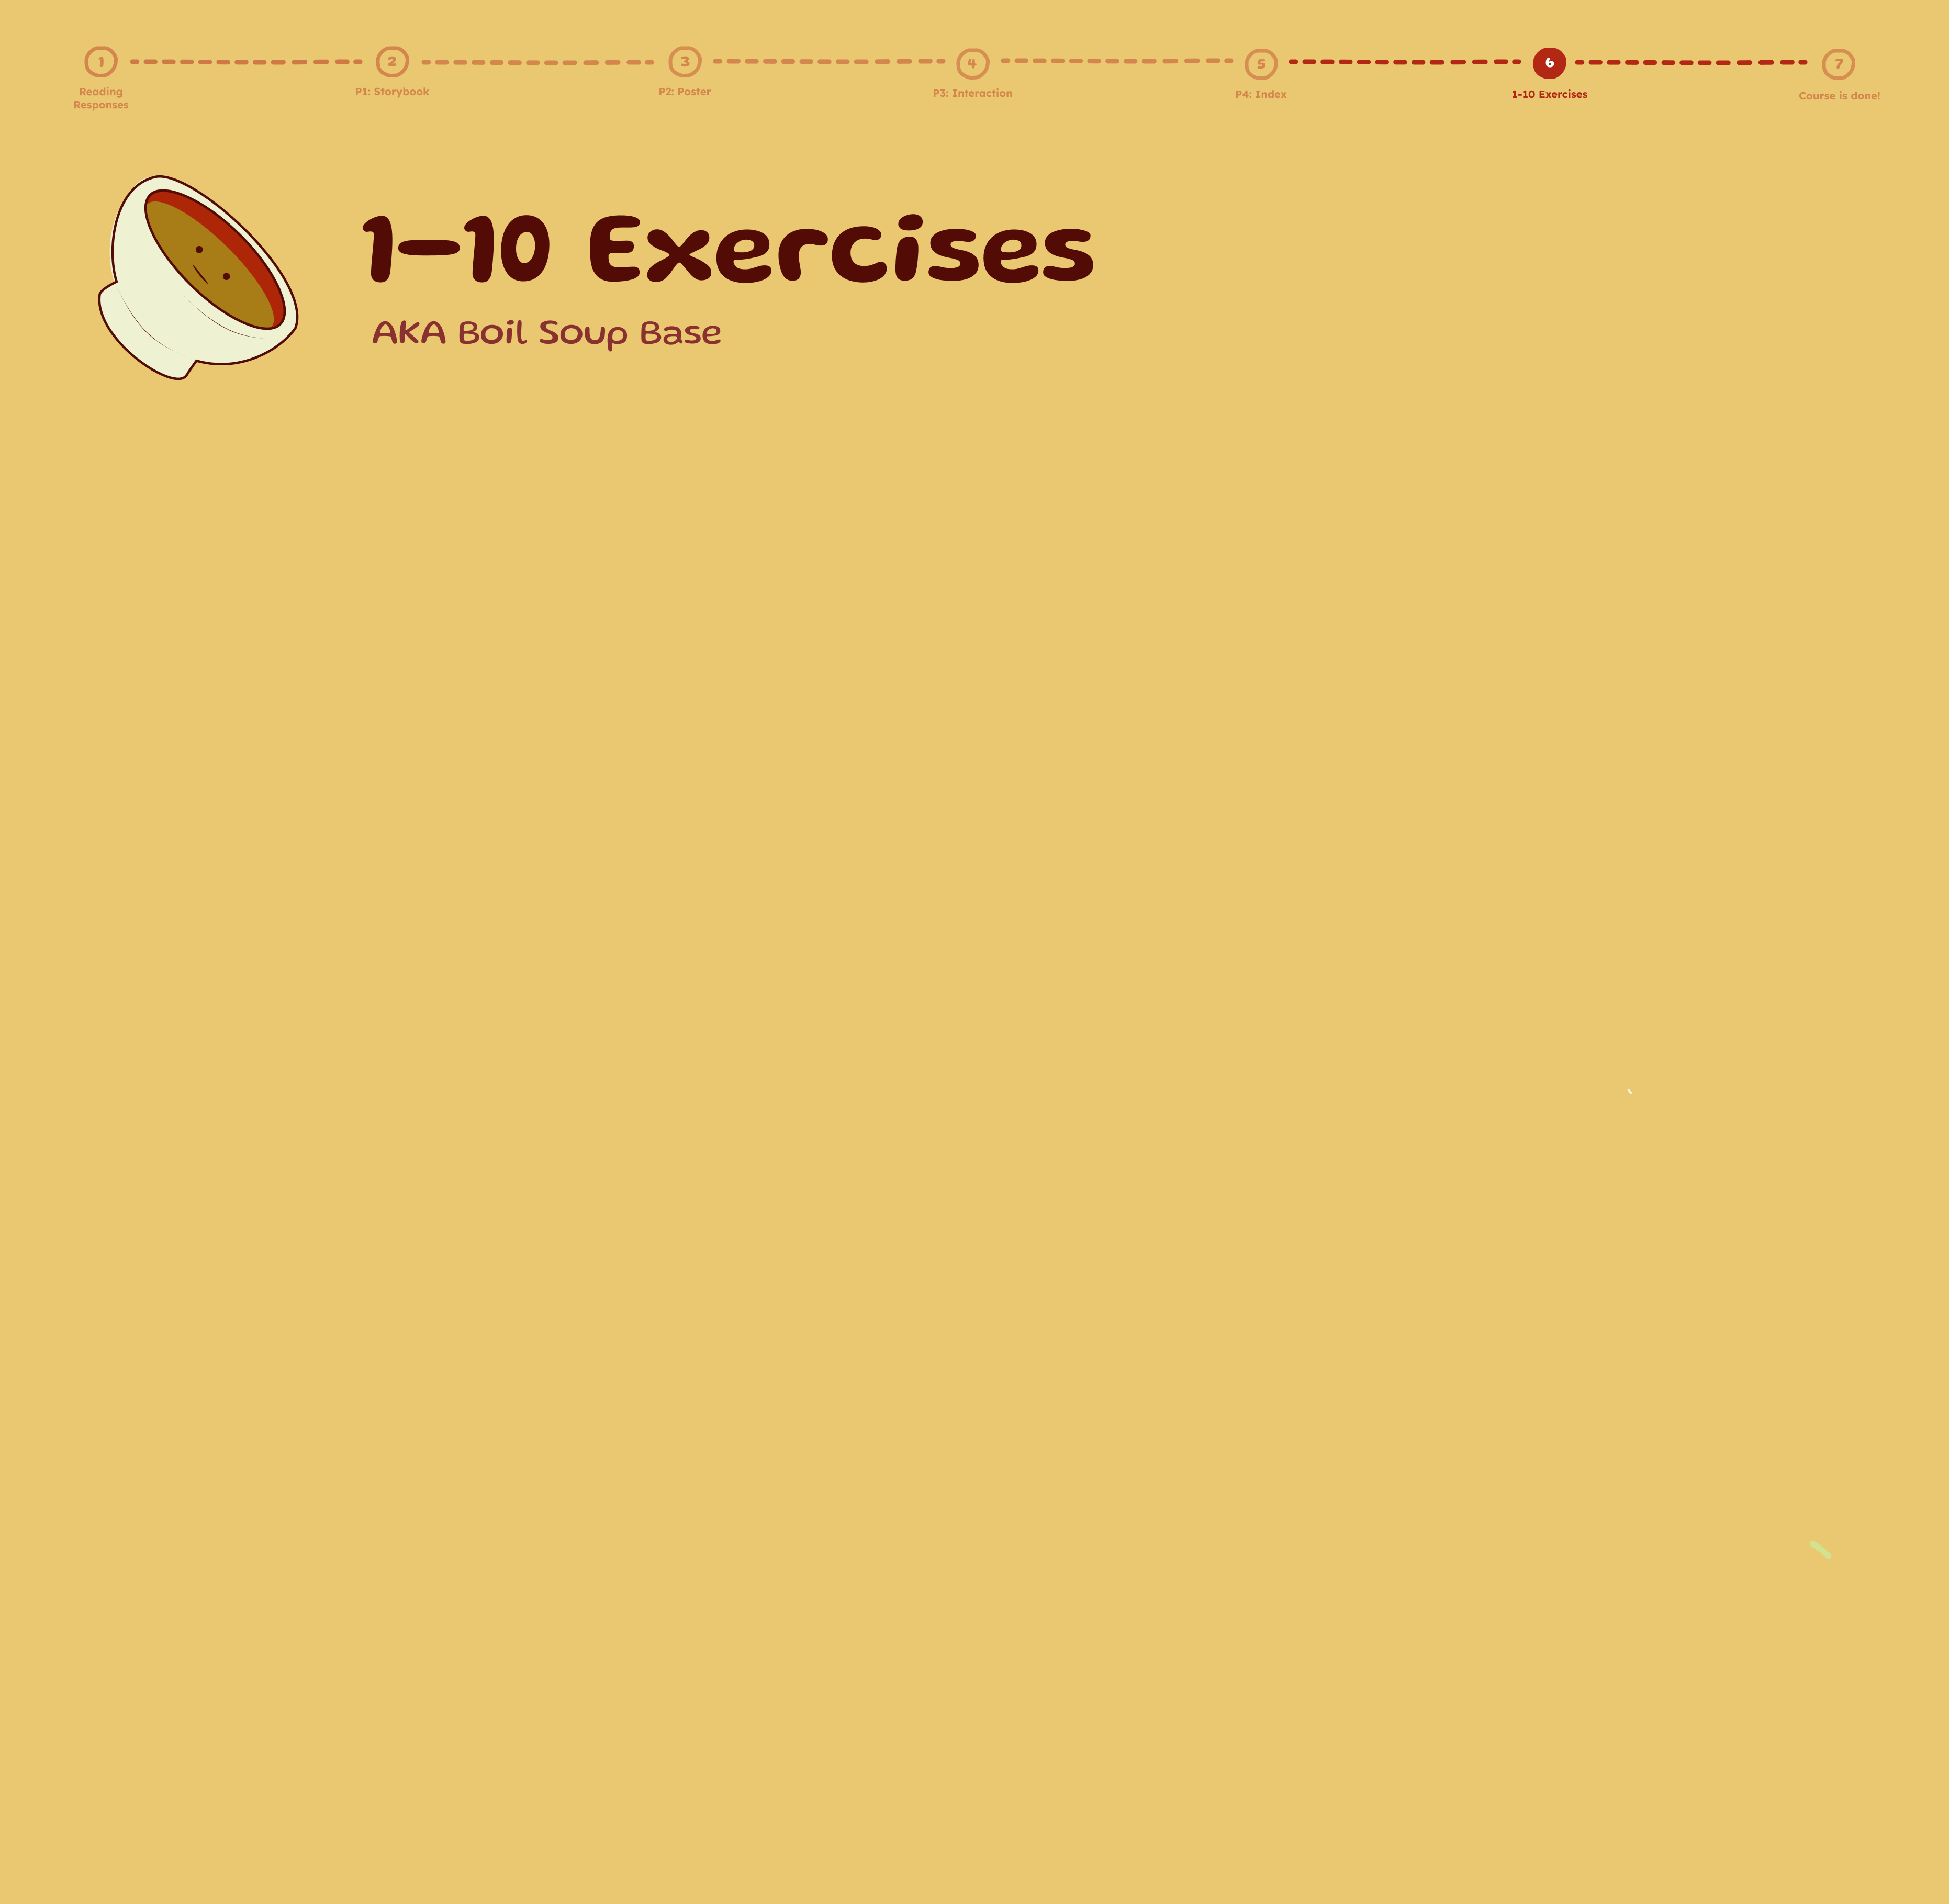 1
2
3
4
5
6
7
Reading
Responses
P1: Storybook
P2: Poster
P3: Interaction
P4: Index
1-10 Exercises
Course is done!
1-10 Exercises
AKA Boil Soup Base